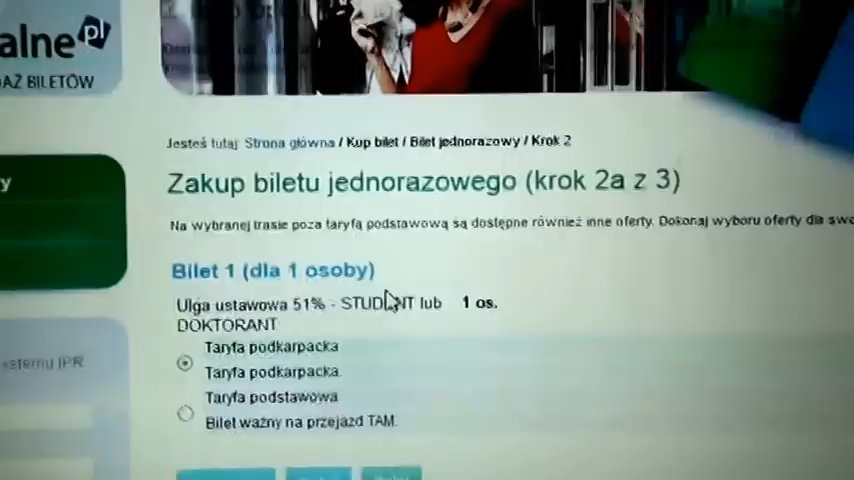 alne pl
AŻ BILETÓW
y
Jesteś tutaj: Strona główna / Kup bilet / Bilet jednorazowy / Krok 2
Zakup biletu jednorazowego (krok 2a z 3)
Na wybranej trasie poza taryfą podstawową są dostępne również inne oferty. Dokonaj wyboru oferty dla swo
Bilet 1 (dla 1 osoby)
Ulga ustawowa 51% - STUDENT lub 1 os.
DOKTORANT
Taryfa podkarpacka
Taryfa podkarpacka.
Taryfa podstawowa
Bilet ważny na przejazd TAM.
ystemu IPR